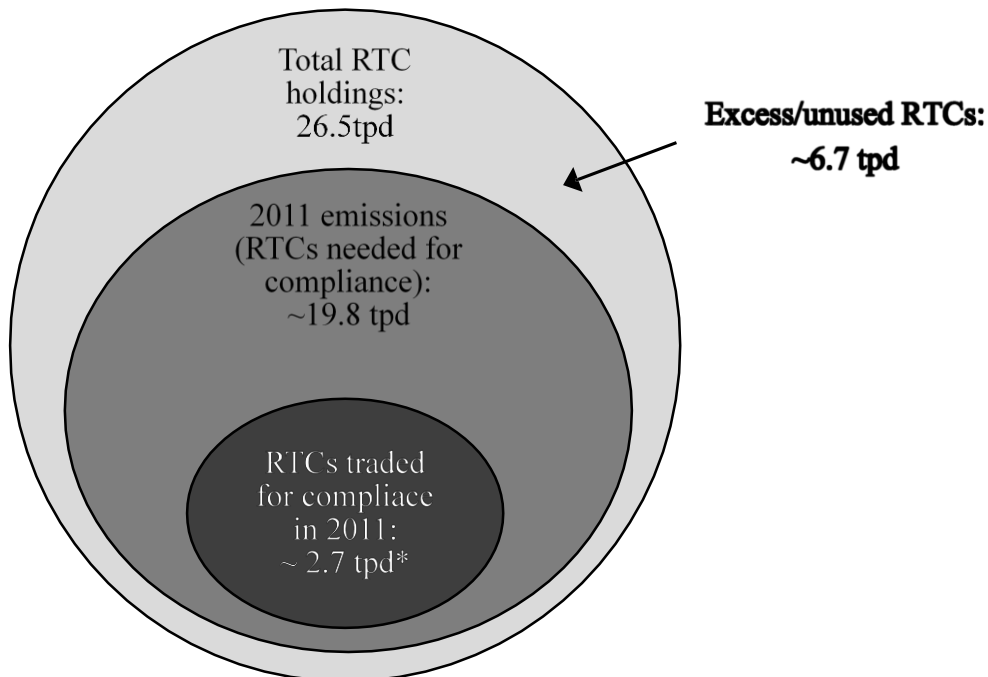 Total RTC
holdings:
26.5tpd
Excess/unused RTCs:
~6.7 tpd
2011 emissions
(RTCs needed for
compliance):
~19.8 tpd
RTCs traded
for compliace
in 2011:
~ 2.7 tpd*